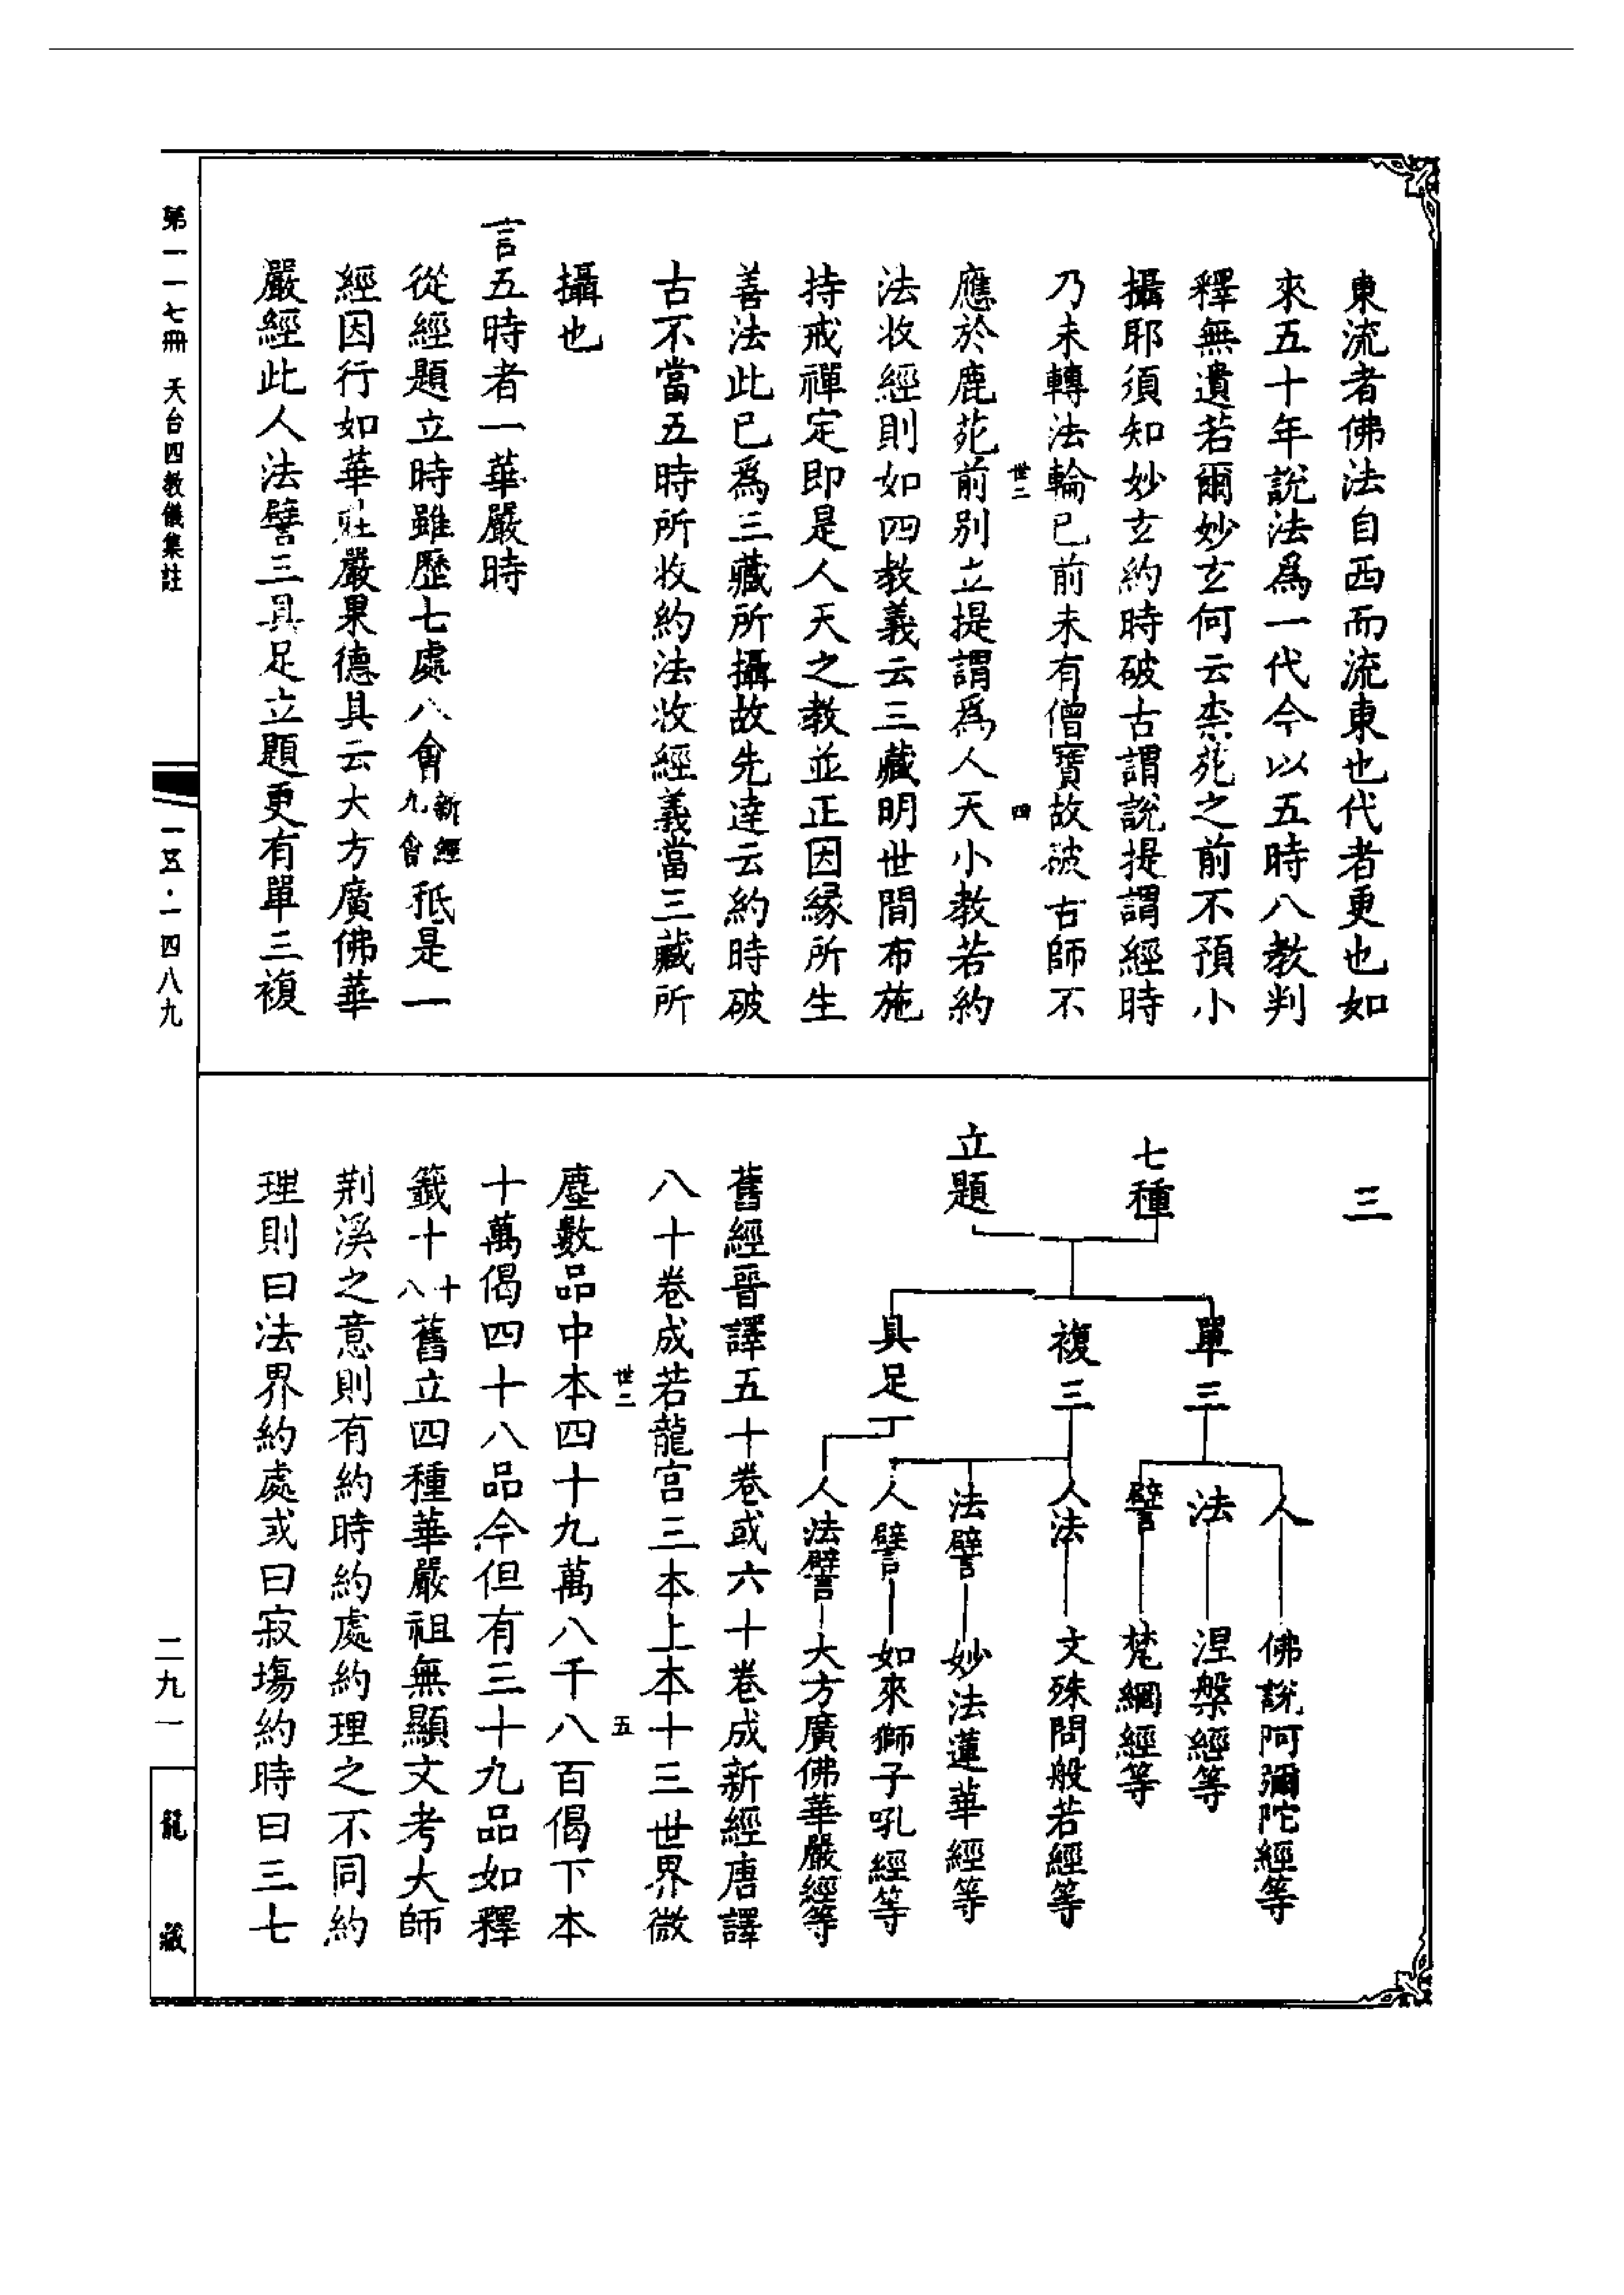 東流者佛法自西而流東也代者更也如
來五十年說法爲一代今以五時八教判
釋無遺若爾妙玄何云柰苑之前不預小
攝耶須知妙玄約時破古謂說提謂經時
乃未轉法輪已前未有僧寶故破古師不
世二
四
應於鹿苑前別立提謂爲人天小教若約
法收經則如四教義云三藏明世間布施
持戒禪定即是人天之教並正因緣所生
善法此已爲三藏所攝故先達云約時破
古不當五時所收約法收經義當三藏所
攝也
言五時者一華嚴時
從經題立時雖歷七處八會新經九會秖是一
經因行如華莊嚴果德具云大方廣佛華
嚴經此人法譬三具足立題更有單三複
三
七種
立題
單三
複三
具足一
人
法
譬
人法
法譬
人譬
人法譬
佛說阿彌陀經等
涅槃經等
梵網經等
文殊問般若經等
妙法蓮華經等
如來獅子吼經等
大方廣佛華嚴經等
舊經晉譯五十卷或六十卷成新經唐譯
八十卷成若龍宮三本上本十三世界微
世二
五
塵數品中本四十九萬八千八百偈下本
十萬偈四十八品今但有三十九品如釋
籤十十八舊立四種華嚴祖無顯文考大師
荆溪之意則有約時約處約理之不同約
理則曰法界約處或曰寂場約時曰三七
第一一七冊 天台四教儀集註
一五·一四八九
二九一
龍藏